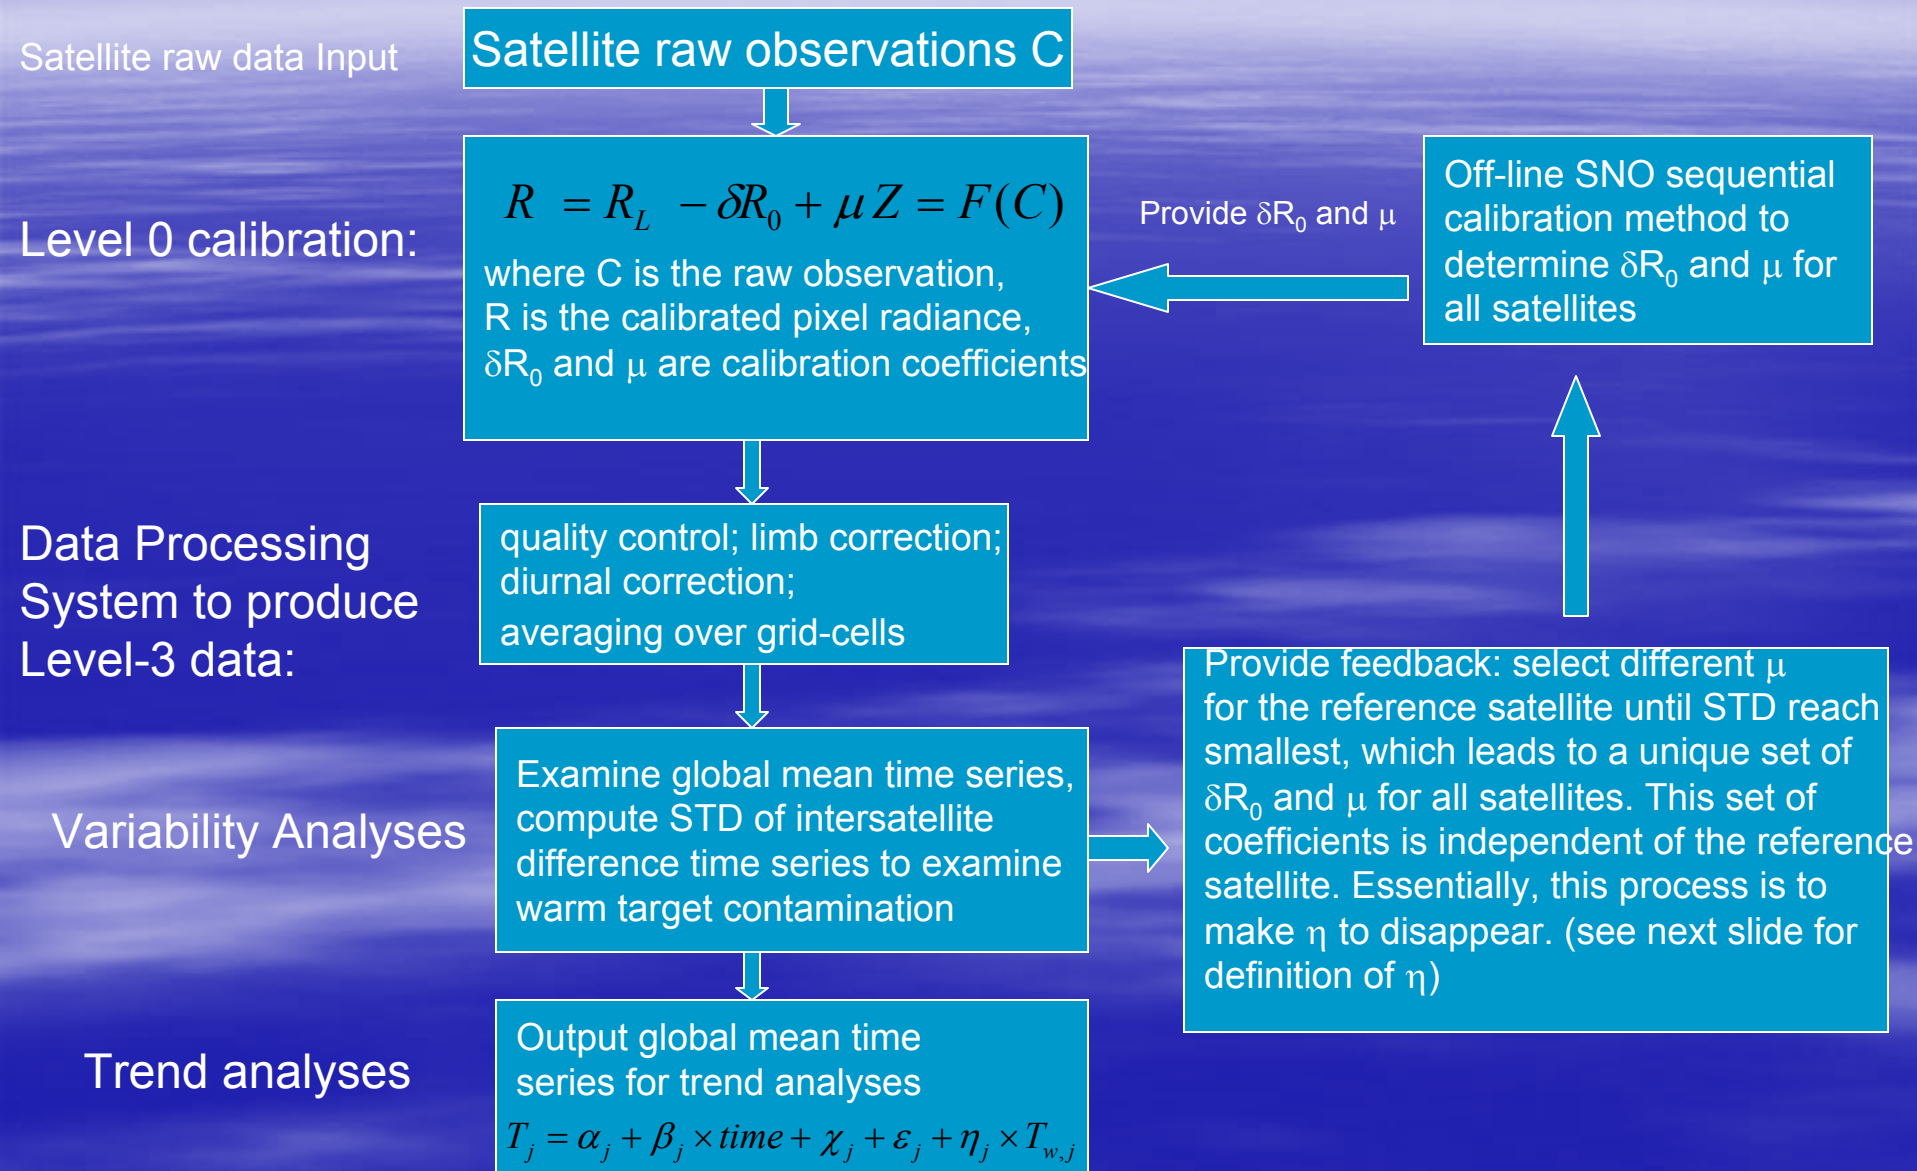 Satellite raw data Input
Satellite raw observations C
Level 0 calibration:
R = R_L − δR_0 + μ Z = F(C)
where C is the raw observation,
R is the calibrated pixel radiance,
δR_0 and μ are calibration coefficients
Provide δR_0 and μ
Off-line SNO sequential
calibration method to
determine δR_0 and μ for
all satellites
Data Processing
System to produce
Level-3 data:
quality control; limb correction;
diurnal correction;
averaging over grid-cells
Variability Analyses
Examine global mean time series,
compute STD of intersatellite
difference time series to examine
warm target contamination
Provide feedback: select different μ
for the reference satellite until STD reach
smallest, which leads to a unique set of
δR_0 and μ for all satellites. This set of
coefficients is independent of the reference
satellite. Essentially, this process is to
make η to disappear. (see next slide for
definition of η)
Trend analyses
Output global mean time
series for trend analyses
T_j = α_j + β_j × time + χ_j + ε_j + η_j × T_{w,j}